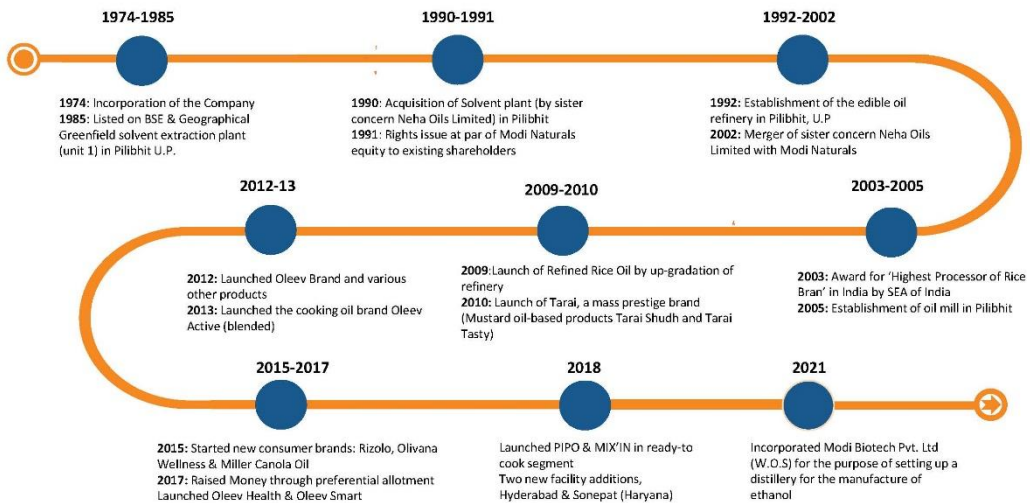 1974-1985
1974: Incorporation of the Company
1985: Listed on BSE & Geographical
Greenfield solvent extraction plant
(unit 1) in Pilibhit U.P.
1990-1991
1990: Acquisition of Solvent plant (by sister
concern Neha Oils Limited) in Pilibhit
1991: Rights issue at par of Modi Naturals
equity to existing shareholders
1992-2002
1992: Establishment of the edible oil
refinery in Pilibhit, U.P
2002: Merger of sister concern Neha Oils
Limited with Modi Naturals
2003-2005
2003: Award for 'Highest Processor of Rice
Bran' in India by SEA of India
2005: Establishment of oil mill in Pilibhit
2009-2010
2009:Launch of Refined Rice Oil by up-gradation of
refinery
2010: Launch of Tarai, a mass prestige brand
(Mustard oil-based products Tarai Shudh and Tarai
Tasty)
2012-13
2012: Launched Oleev Brand and various
other products
2013: Launched the cooking oil brand Oleev
Active (blended)
2015-2017
2015: Started new consumer brands: Rizolo, Olivana
Wellness & Miller Canola Oil
2017: Raised Money through preferential allotment
Launched Oleev Health & Oleev Smart
2018
Launched PIPO & MIX'IN in ready-to
cook segment
Two new facility additions,
Hyderabad & Sonepat (Haryana)
2021
Incorporated Modi Biotech Pvt. Ltd
(W.O.S) for the purpose of setting up a
distillery for the manufacture of
ethanol